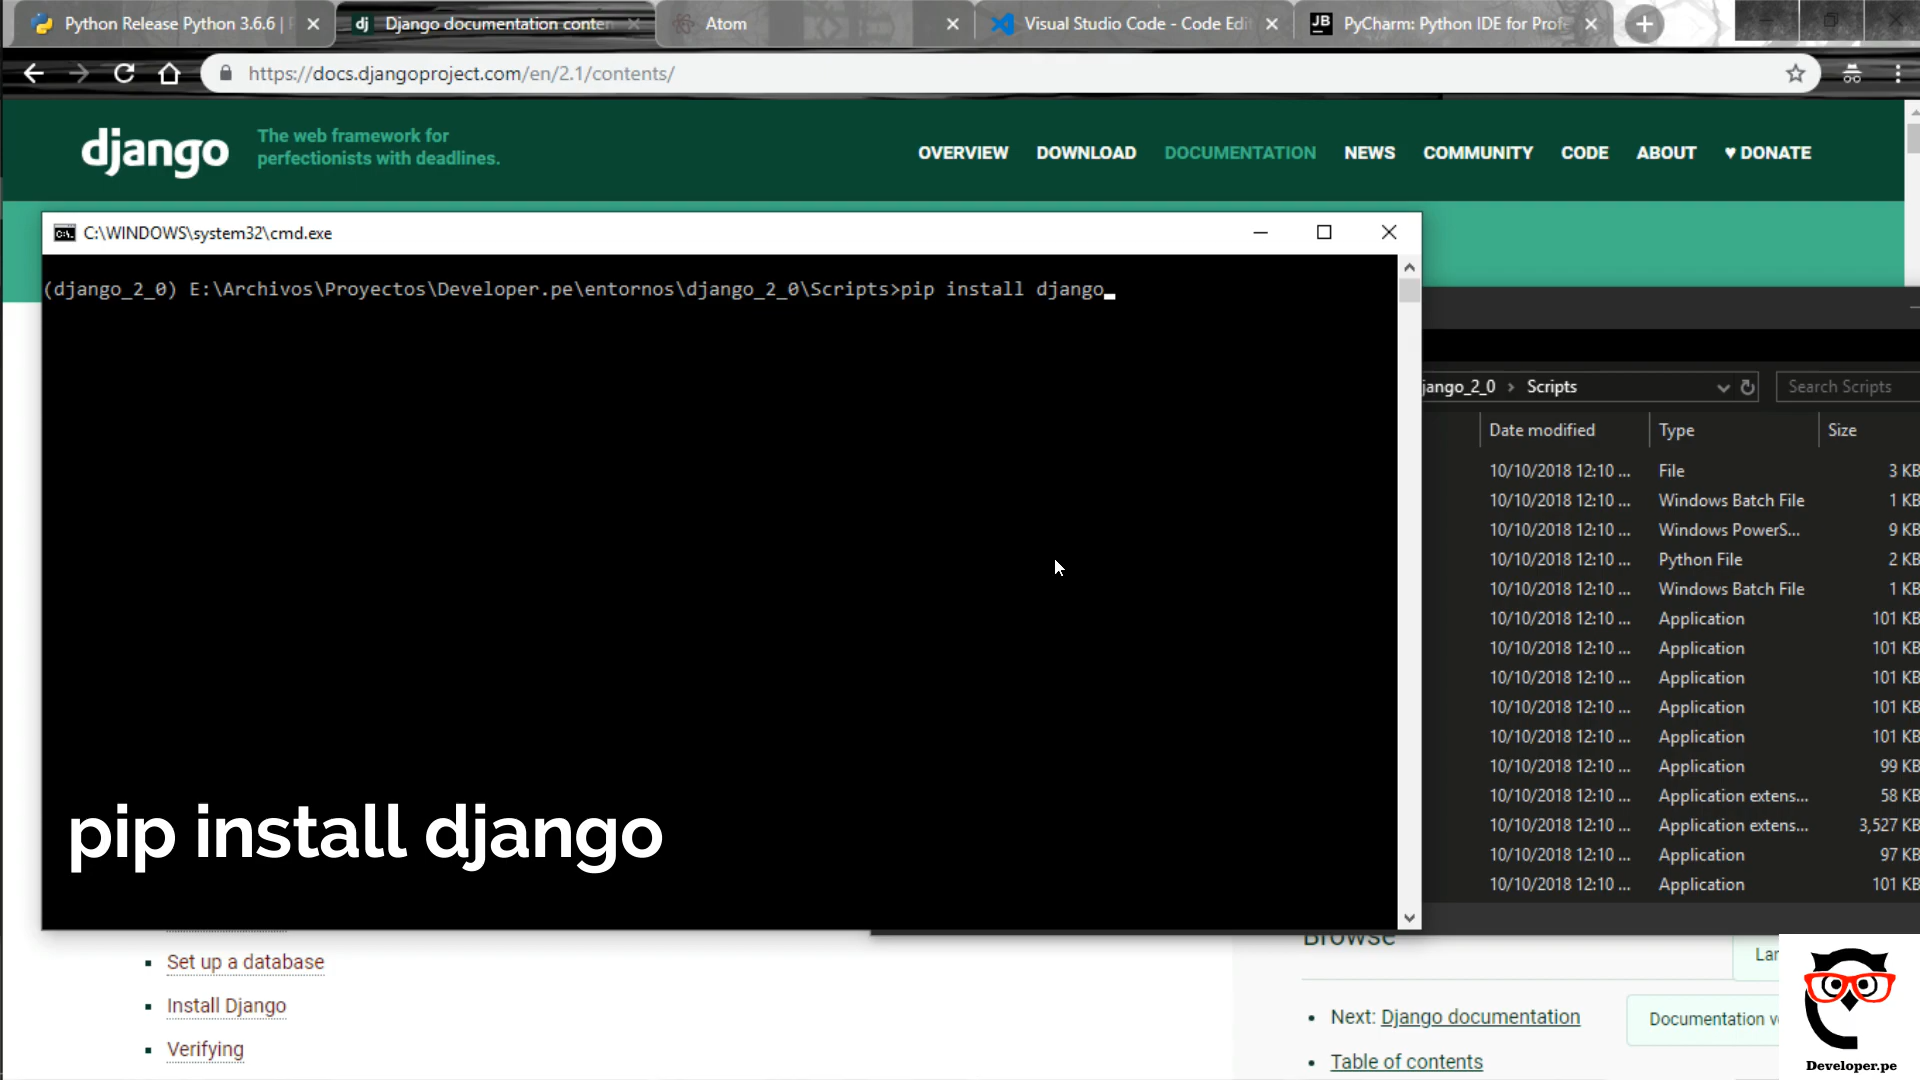 Python Release Python 3.6.6 |
dj Django documentation conten
Atom
Visual Studio Code - Code Edit
JB PyCharm: Python IDE for Profe
https://docs.djangoproject.com/en/2.1/contents/
django
The web framework for
perfectionists with deadlines.
OVERVIEW DOWNLOAD DOCUMENTATION NEWS COMMUNITY CODE ABOUT ♥ DONATE
C:\WINDOWS\system32\cmd.exe
(django_2_0) E:\Archivos\Proyectos\Developer.pe\entornos\django_2_0\Scripts>pip install django
jango_2_0 > Scripts
Search Scripts
Date modified Type Size
10/10/2018 12:10 ... File 3 KB
10/10/2018 12:10 ... Windows Batch File 1 KB
10/10/2018 12:10 ... Windows PowerS... 9 KB
10/10/2018 12:10 ... Python File 2 KB
10/10/2018 12:10 ... Windows Batch File 1 KB
10/10/2018 12:10 ... Application 101 KB
10/10/2018 12:10 ... Application 101 KB
10/10/2018 12:10 ... Application 101 KB
10/10/2018 12:10 ... Application 101 KB
10/10/2018 12:10 ... Application 101 KB
10/10/2018 12:10 ... Application 99 KB
10/10/2018 12:10 ... Application extens... 58 KB
10/10/2018 12:10 ... Application extens... 3,527 KB
10/10/2018 12:10 ... Application 97 KB
10/10/2018 12:10 ... Application 101 KB
pip install django
Set up a database
Install Django
Verifying
Browse
Next: Django documentation
Table of contents
Lan
Documentation ve
Developer.pe